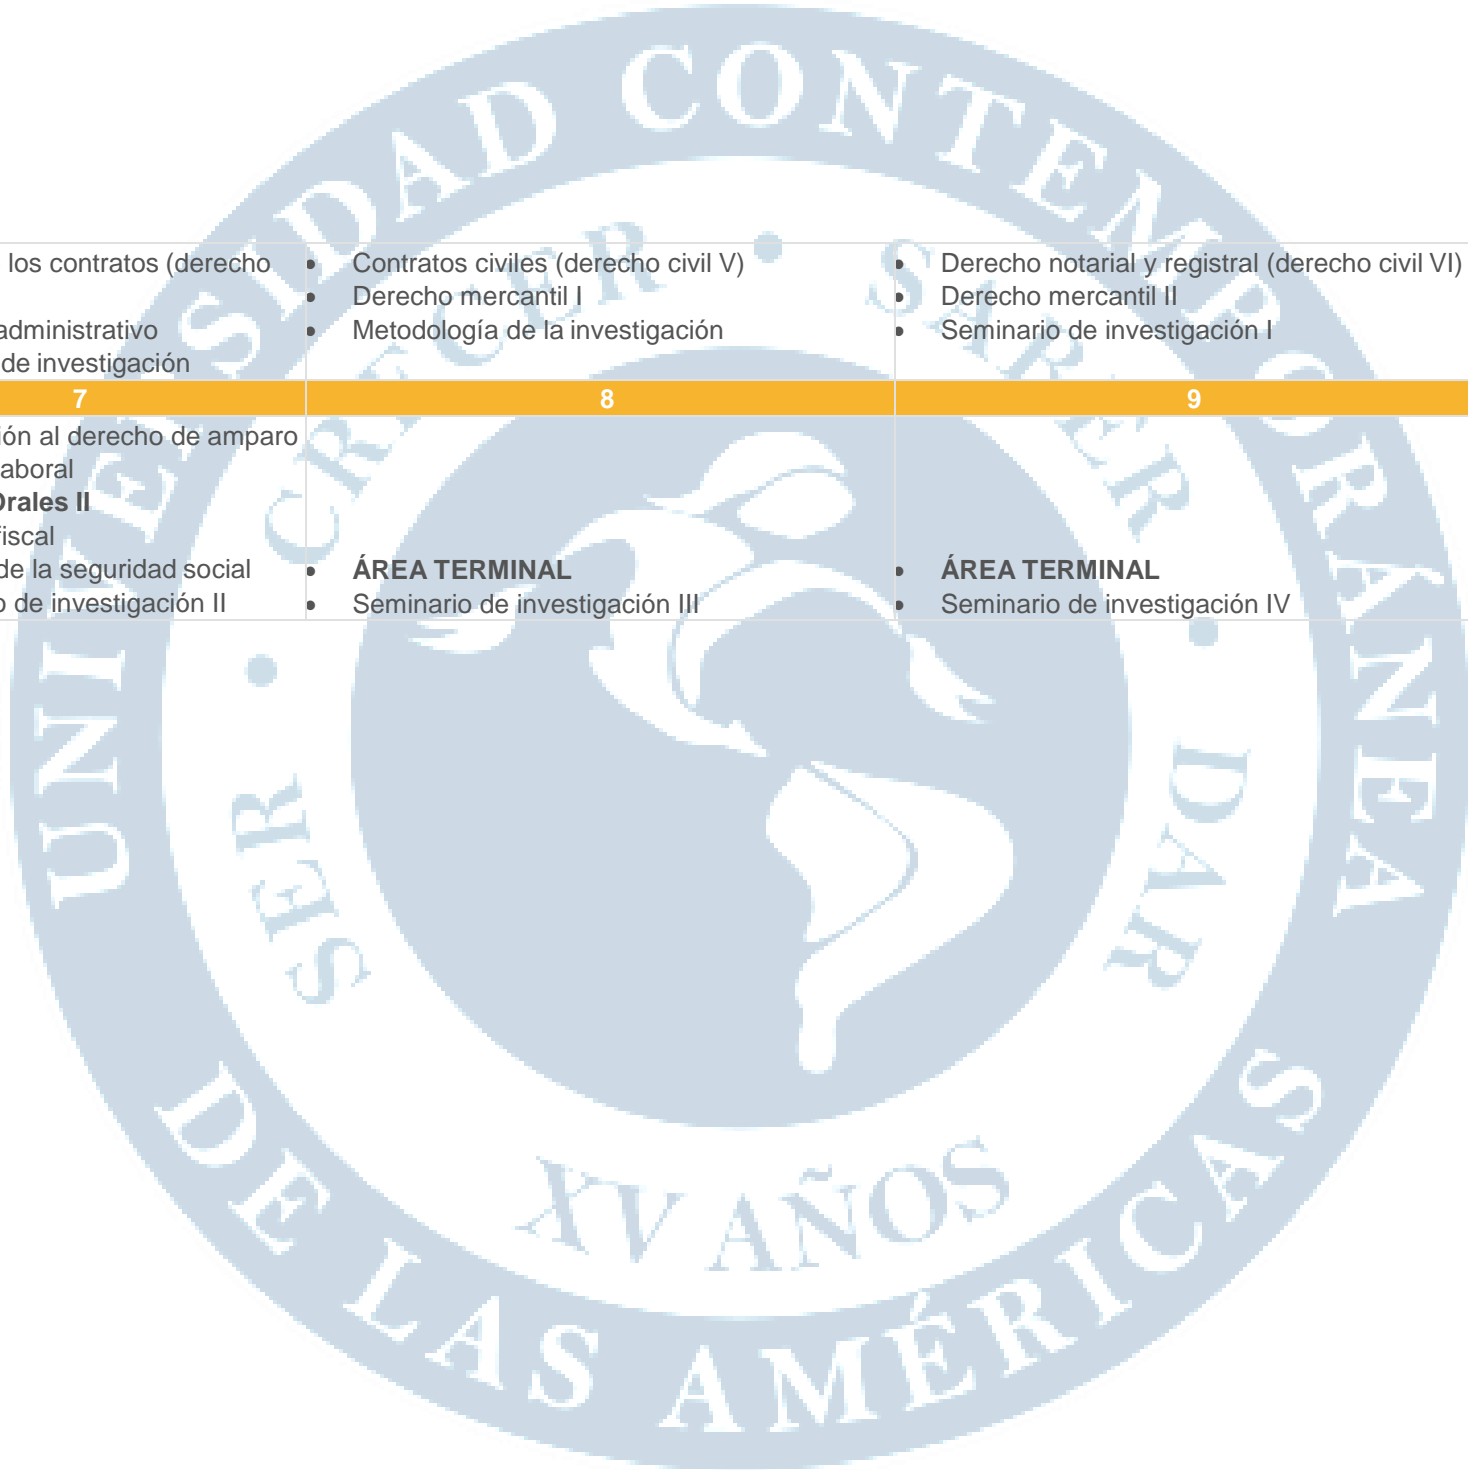 UNIVERSIDAD CONTEMPORÁNEA
DE LAS AMÉRICAS
CRECER • SABER • DAR
SER •
XV AÑOS
los contratos (derecho
administrativo
de investigación
• Contratos civiles (derecho civil V)
• Derecho mercantil I
• Metodología de la investigación
• Derecho notarial y registral (derecho civil VI)
• Derecho mercantil II
• Seminario de investigación I
7
8
9
ión al derecho de amparo
aboral
Orales II
fiscal
de la seguridad social
o de investigación II
• ÁREA TERMINAL
• Seminario de investigación III
• ÁREA TERMINAL
• Seminario de investigación IV